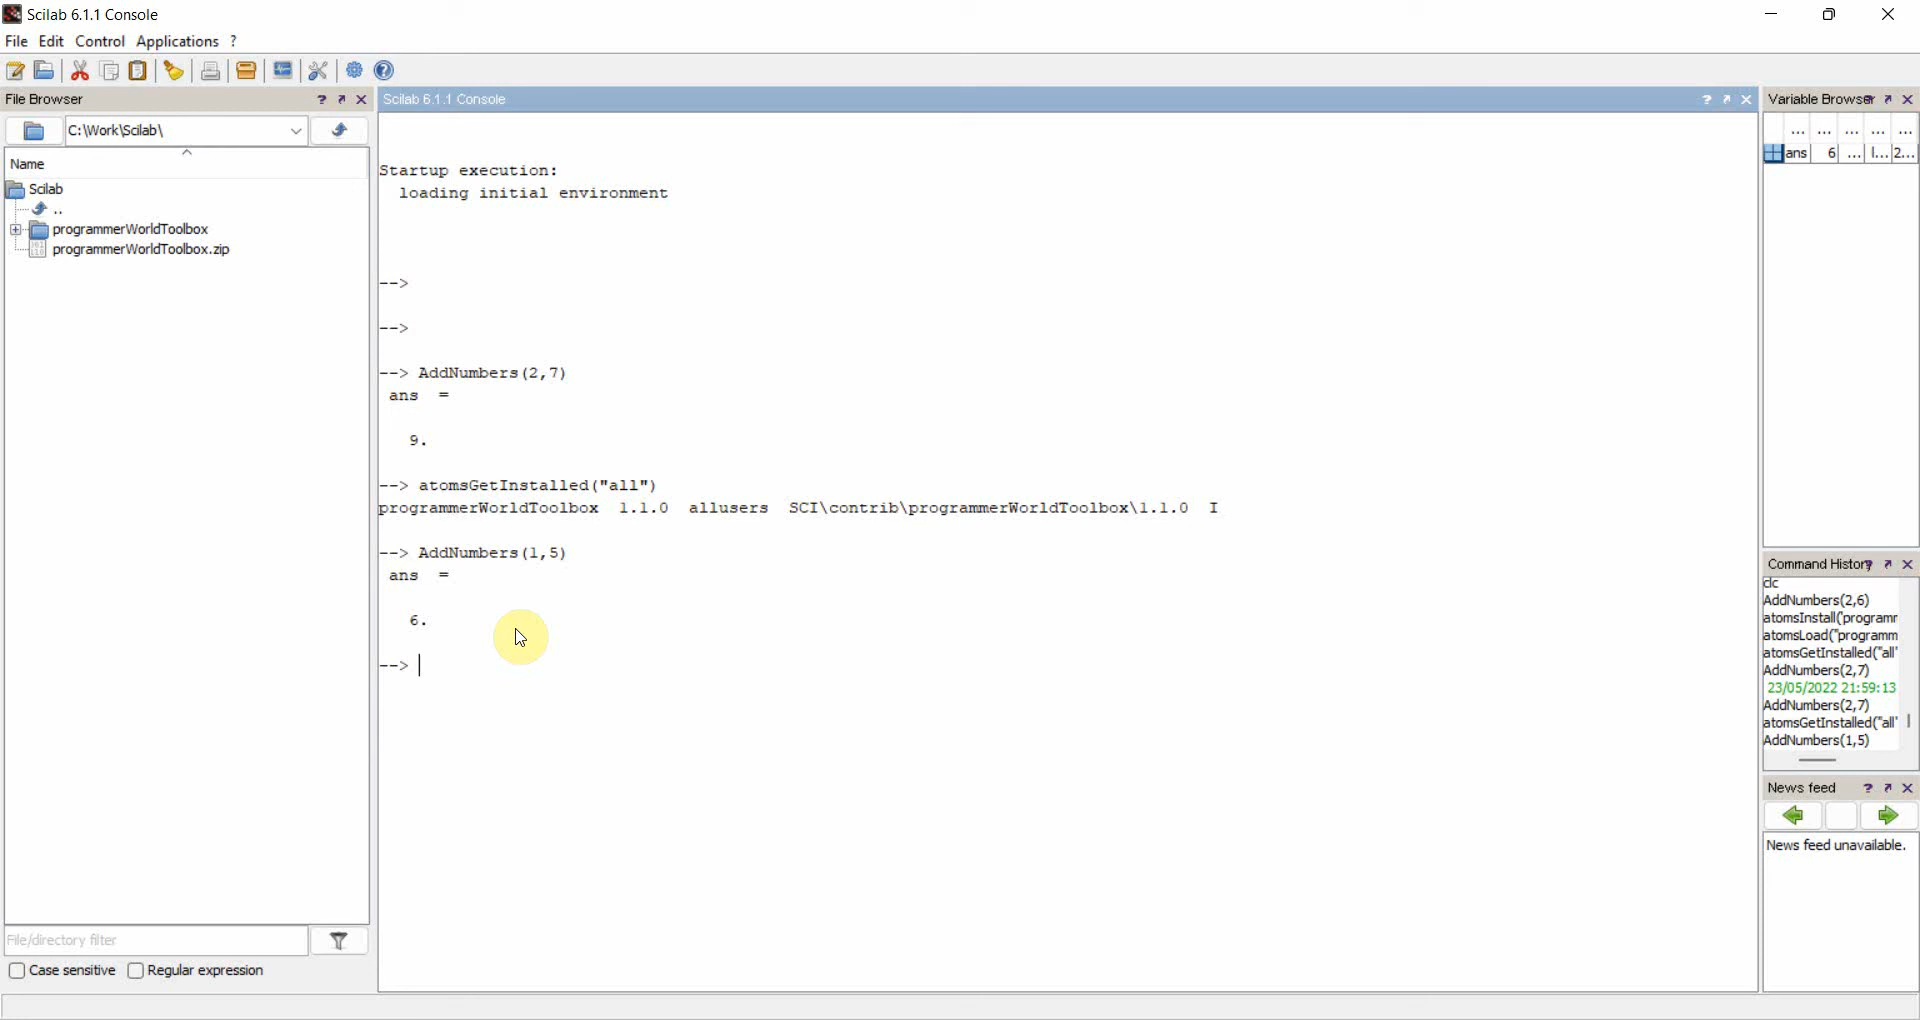 Scilab 6.1.1 Console
File Edit Control Applications ?
File Browser
C:\Work\Scilab\
Name
Scilab
..
programmerWorldToolbox
programmerWorldToolbox.zip
File/directory filter
Case sensitive Regular expression
Scilab 6.1.1 Console
Startup execution:
loading initial environment
-->
-->
--> AddNumbers(2,7)
ans =
9.
--> atomsGetInstalled("all")
programmerWorldToolbox 1.1.0 allusers SCI\contrib\programmerWorldToolbox\1.1.0 I
--> AddNumbers(1,5)
ans =
6.
-->
Variable Browser
... ... ... ... ...
ans 6 ... l... 2...
Command History
clc
AddNumbers(2,6)
atomsInstall('programr
atomsLoad("programm
atomsGetInstalled("all"
AddNumbers(2,7)
23/05/2022 21:59:13
AddNumbers(2,7)
atomsGetInstalled("all"
AddNumbers(1,5)
News feed
News feed unavailable.